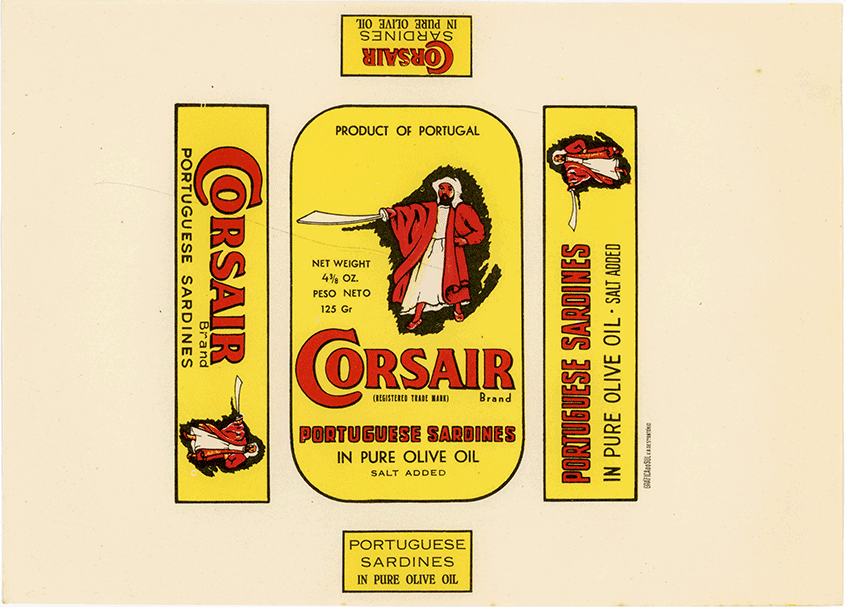 CORSAIR
SARDINES
IN PURE OLIVE OIL
CORSAIR
Brand
PORTUGUESE SARDINES
PRODUCT OF PORTUGAL
NET WEIGHT
4⅜ OZ.
PESO NETO
125 Gr
CORSAIR
(REGISTERED TRADE MARK)
Brand
PORTUGUESE SARDINES
IN PURE OLIVE OIL
SALT ADDED
PORTUGUESE SARDINES
IN PURE OLIVE OIL · SALT ADDED
PORTUGUESE
SARDINES
IN PURE OLIVE OIL